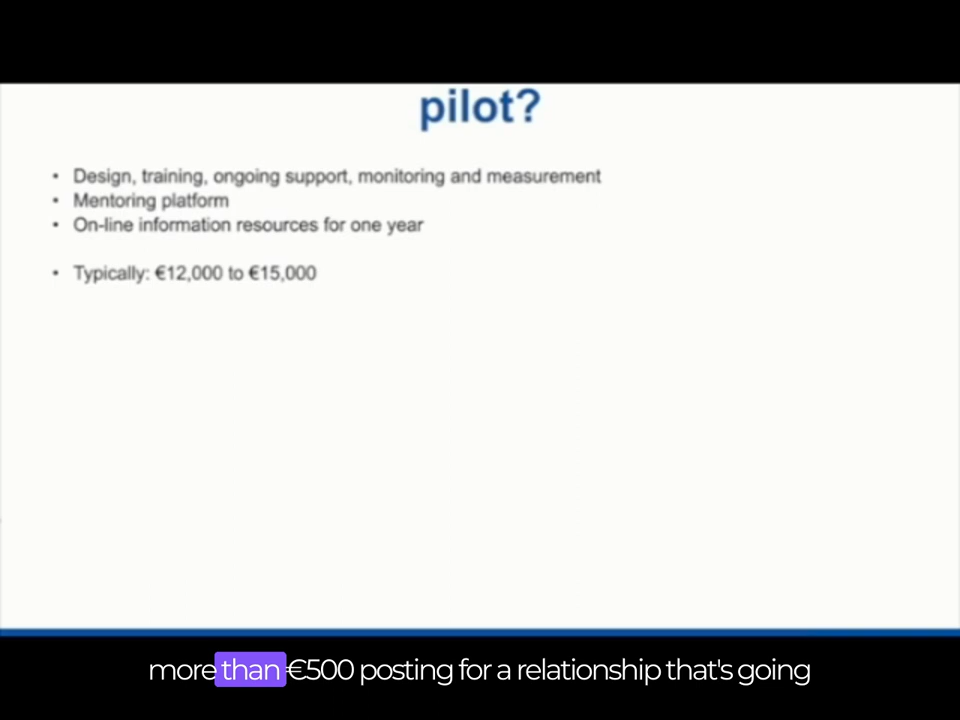 pilot?
• Design, training, ongoing support, monitoring and measurement
• Mentoring platform
• On-line information resources for one year
• Typically: €12,000 to €15,000
more than €500 posting for a relationship that's going